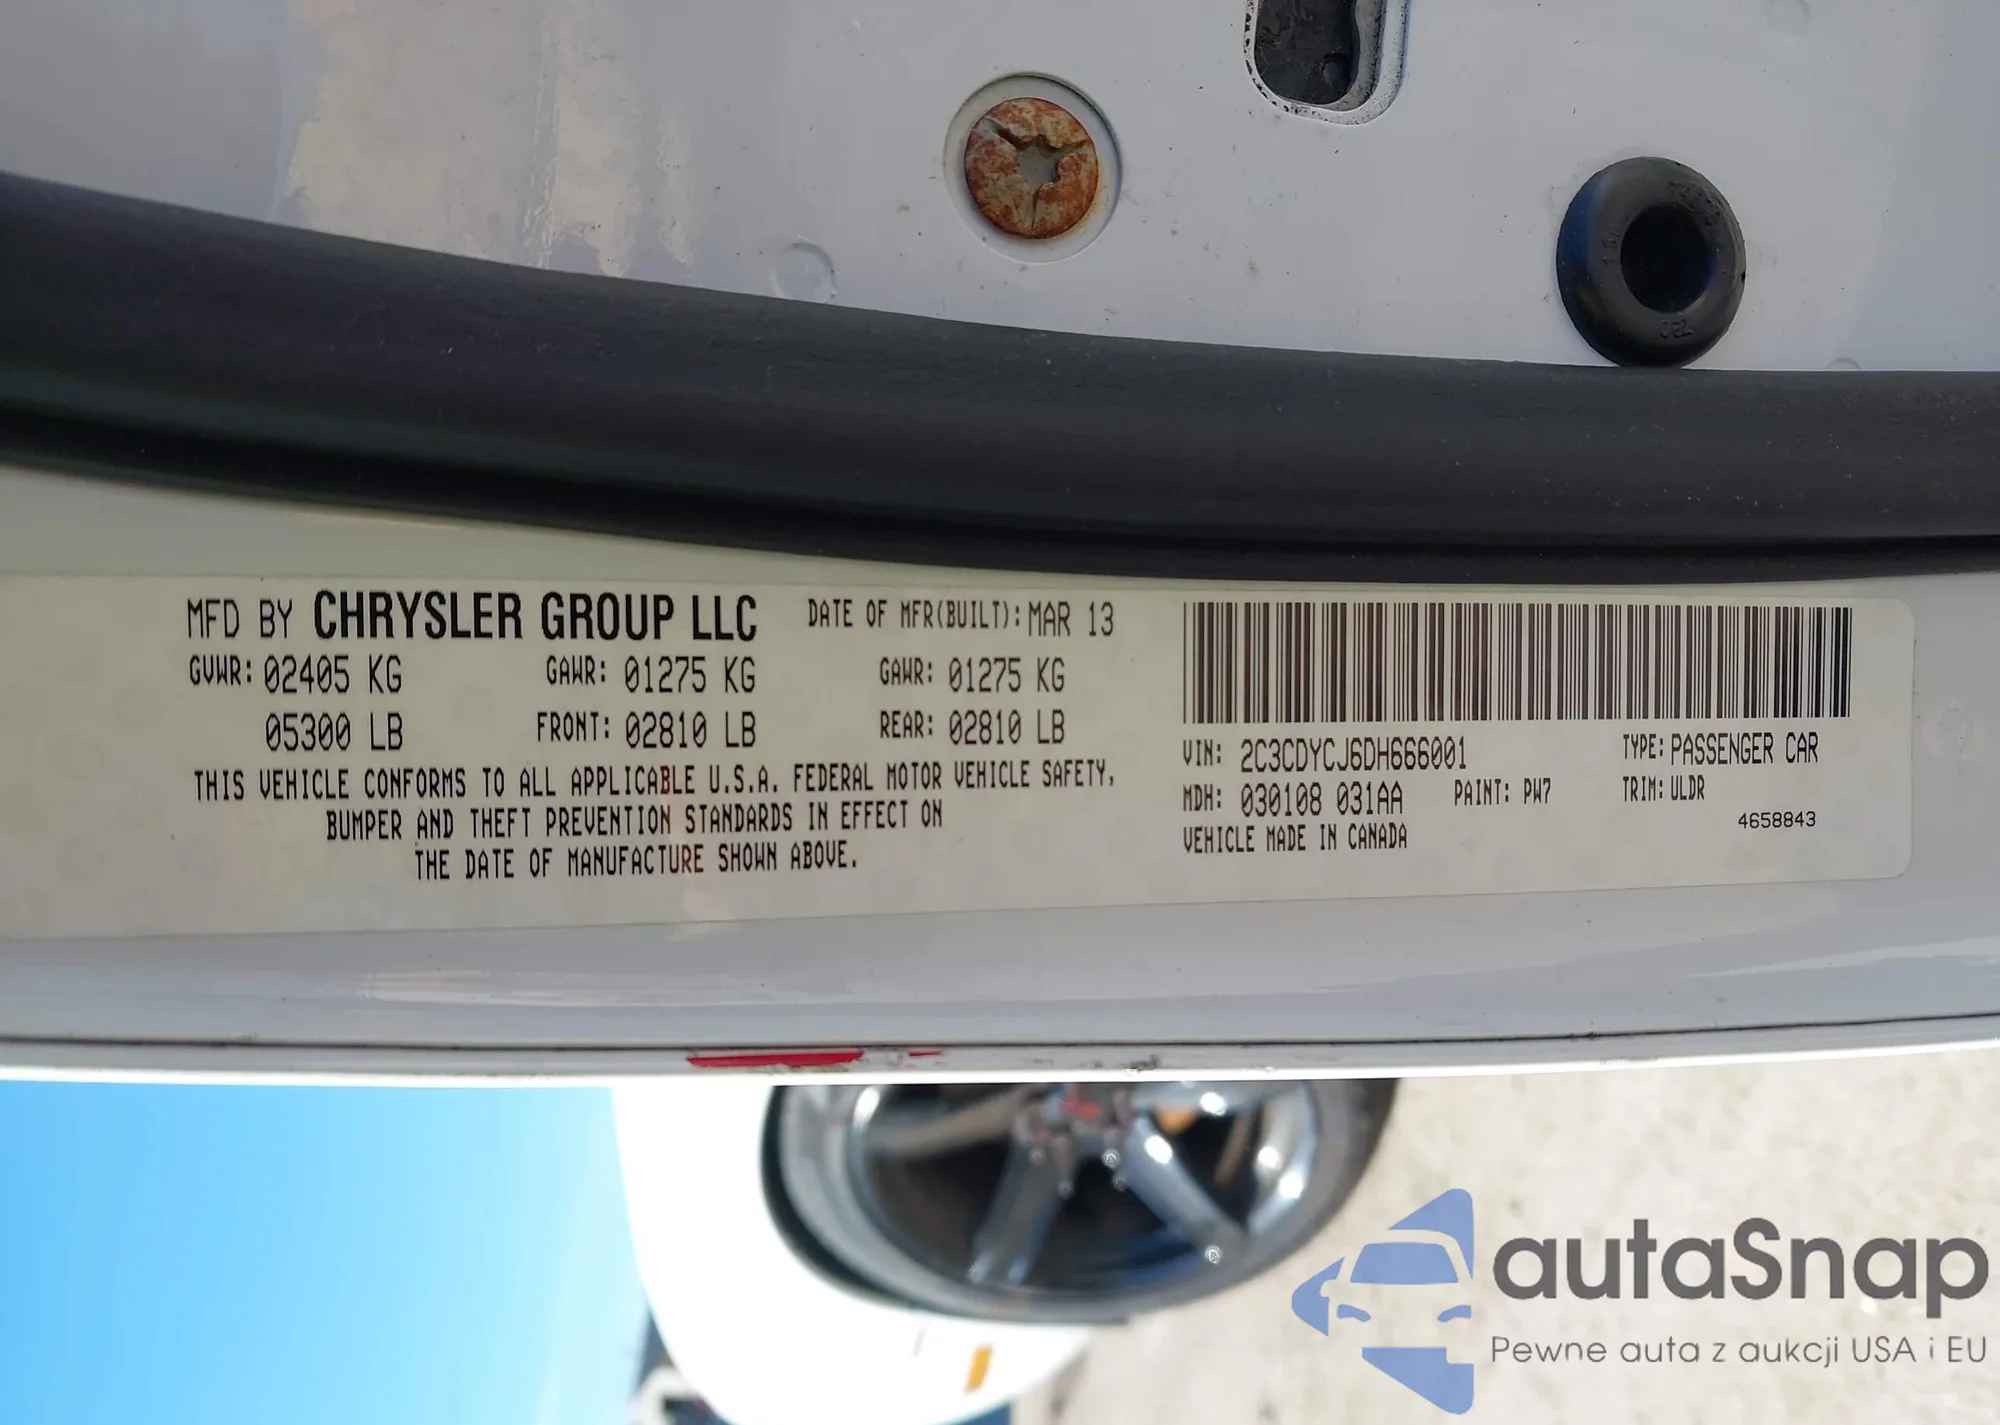 MFD BY CHRYSLER GROUP LLC DATE OF MFR(BUILT): MAR 13
GVWR: 02405 KG GAWR: 01275 KG GAWR: 01275 KG
05300 LB FRONT: 02810 LB REAR: 02810 LB
THIS VEHICLE CONFORMS TO ALL APPLICABLE U.S.A. FEDERAL MOTOR VEHICLE SAFETY,
BUMPER AND THEFT PREVENTION STANDARDS IN EFFECT ON
THE DATE OF MANUFACTURE SHOWN ABOVE.
VIN: 2C3CDYCJ6DH666001 TYPE: PASSENGER CAR
MDH: 030108 031AA PAINT: PW7 TRIM: ULDR
4658843
VEHICLE MADE IN CANADA
autaSnap
Pewne auta z aukcji USA i EU